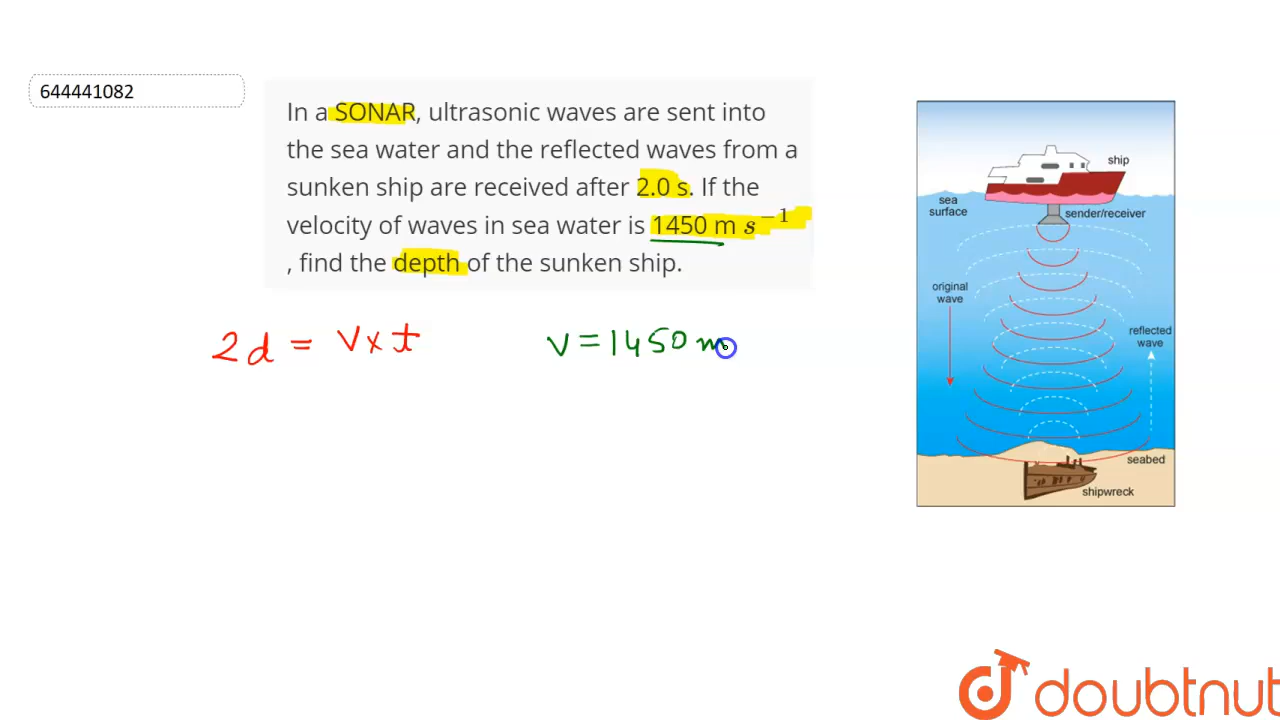 644441082
In a SONAR, ultrasonic waves are sent into
the sea water and the reflected waves from a
sunken ship are received after 2.0 s. If the
velocity of waves in sea water is 1450 m s⁻¹
, find the depth of the sunken ship.
2d = V × t
V = 1450 m
ship
sea
surface
sender/receiver
original
wave
reflected
wave
seabed
shipwreck
doubtnut